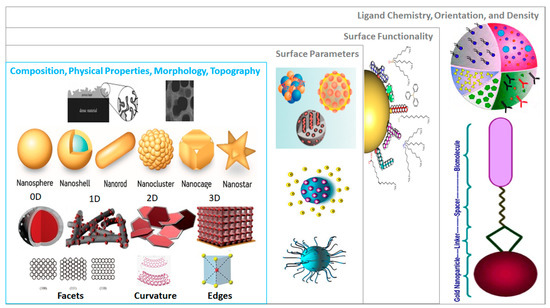 Ligand Chemistry, Orientation, and Density
Surface Functionality
Surface Parameters
Composition, Physical Properties, Morphology, Topography
Nanosphere Nanoshell Nanorod Nanocluster Nanocage Nanostar
0D 1D 2D 3D
Facets Curvature Edges
Gold Nanoparticle Linker Spacer Biomolecule